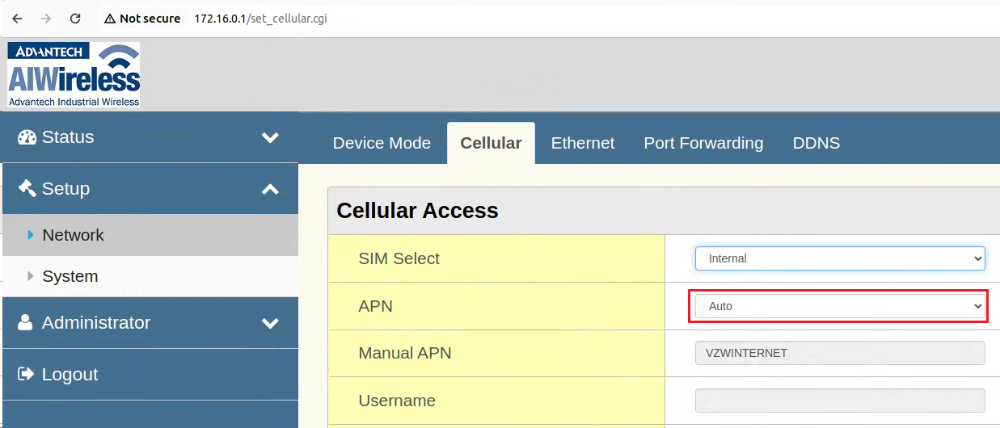 Not secure 172.16.0.1/set_cellular.cgi
ADVANTECH
AIWireless
Advantech Industrial Wireless
Status
Device Mode Cellular Ethernet Port Forwarding DDNS
Setup
Cellular Access
Network
SIM Select Internal
System
APN Auto
Administrator
Manual APN VZWINTERNET
Logout
Username